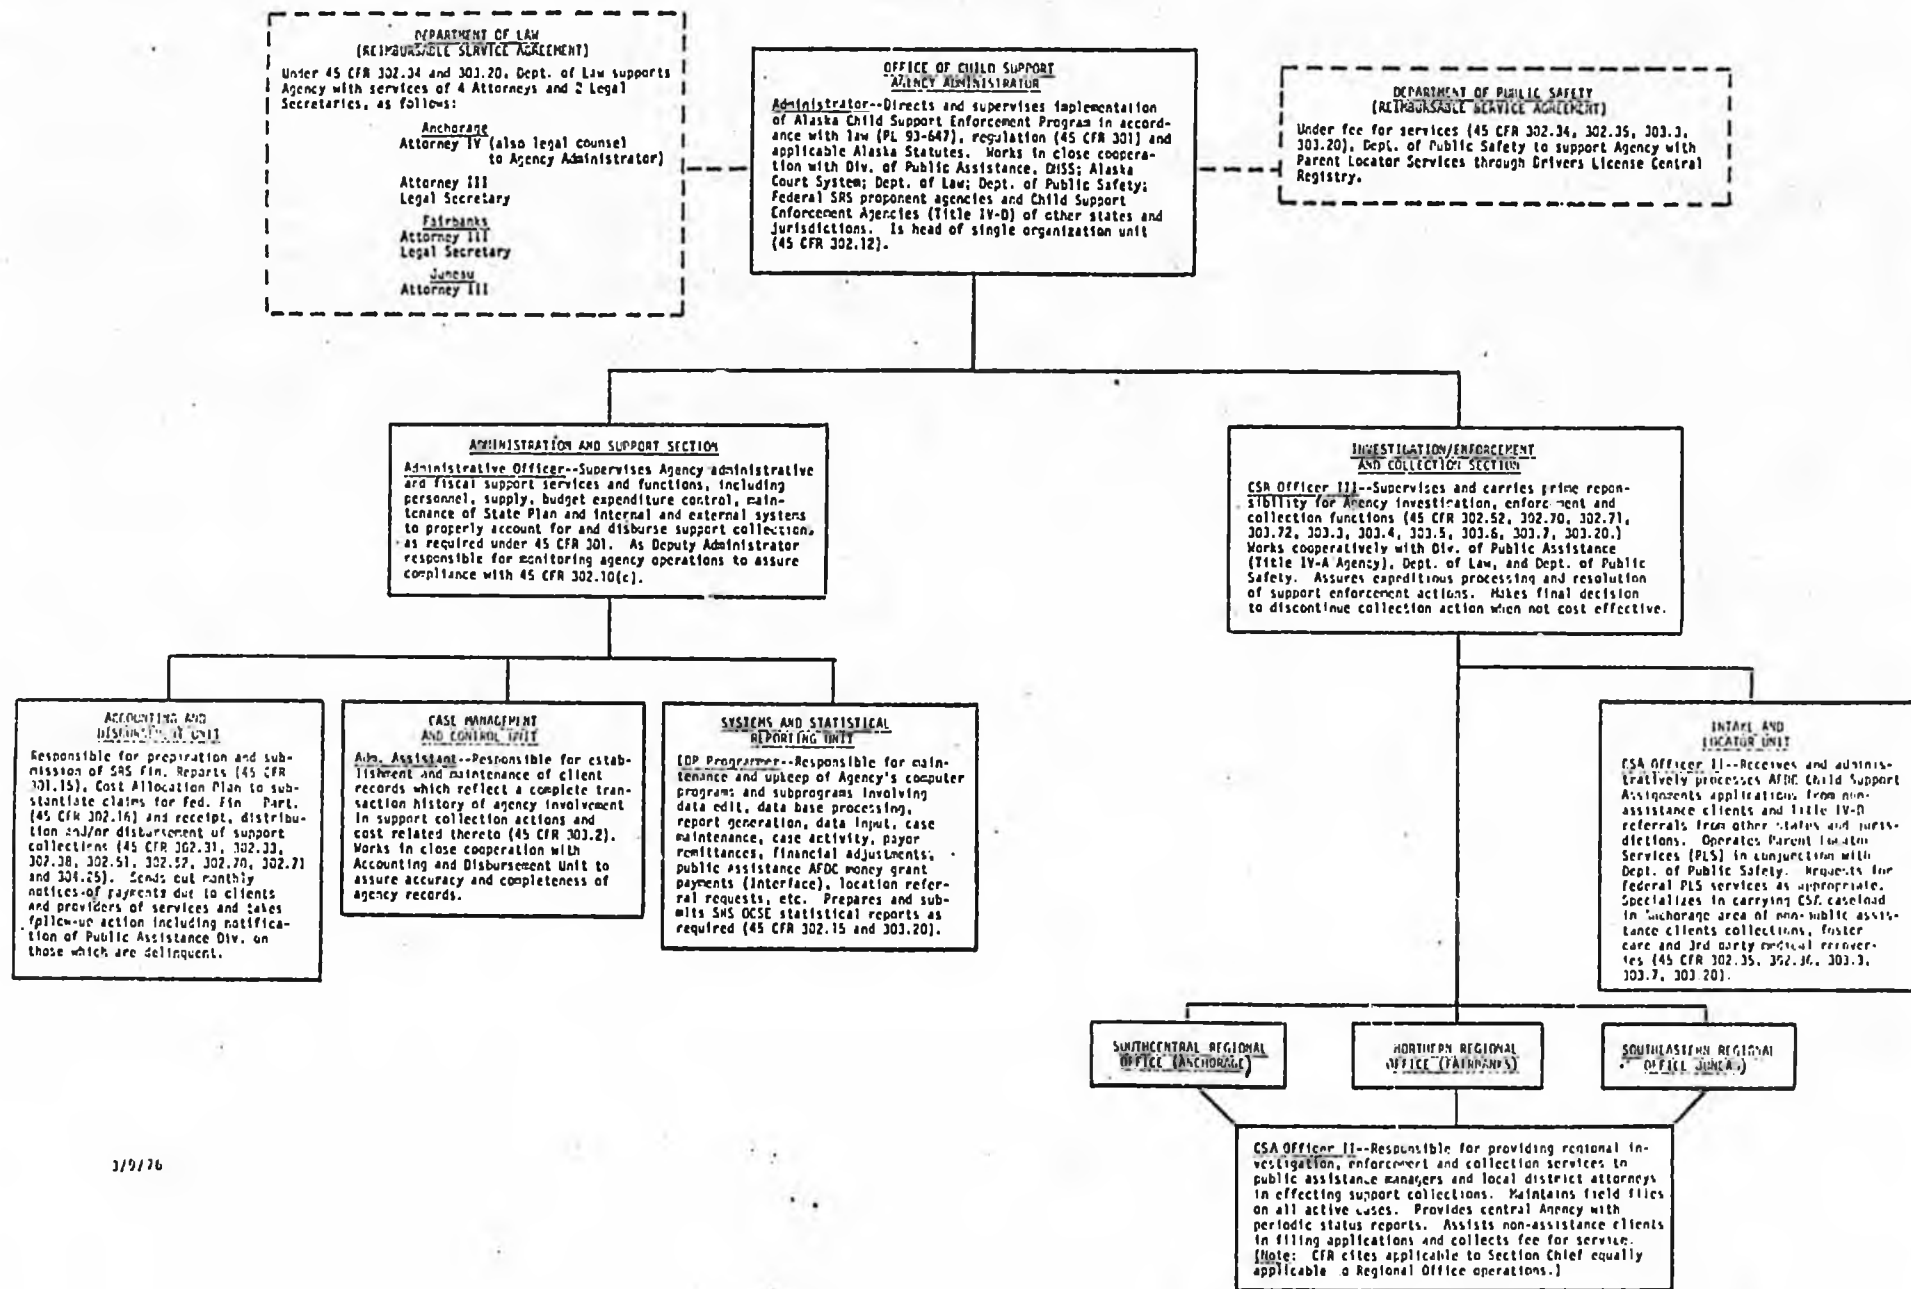 DEPARTMENT OF LAW
(REIMBURSABLE SERVICE AGREEMENT)
Under 45 CFR 302.34 and 303.20, Dept. of Law supports
Agency with services of 4 Attorneys and 2 Legal
Secretaries, as follows:
Anchorage
Attorney IV (also legal counsel
to Agency Administrator)
Attorney III
Legal Secretary
Fairbanks
Attorney III
Legal Secretary
Juneau
Attorney III
OFFICE OF CHILD SUPPORT
AGENCY ADMINISTRATOR
Administrator--Directs and supervises implementation
of Alaska Child Support Enforcement Program in accord-
ance with law (PL 93-647), regulation (45 CFR 301) and
applicable Alaska Statutes. Works in close coopera-
tion with Div. of Public Assistance, DHSS; Alaska
Court System; Dept. of Law; Dept. of Public Safety;
Federal SRS proponent agencies and Child Support
Enforcement Agencies (Title IV-D) of other states and
jurisdictions. Is head of single organization unit
(45 CFR 302.12).
DEPARTMENT OF PUBLIC SAFETY
(REIMBURSABLE SERVICE AGREEMENT)
Under fee for services (45 CFR 302.34, 302.35, 303.3,
303.20), Dept. of Public Safety to support Agency with
Parent Locator Services through Drivers License Central
Registry.
ADMINISTRATION AND SUPPORT SECTION
Administrative Officer--Supervises Agency administrative
and fiscal support services and functions, including
personnel, supply, budget expenditure control, main-
tenance of State Plan and internal and external systems
to properly account for and disburse support collection,
as required under 45 CFR 301. As Deputy Administrator
responsible for monitoring agency operations to assure
compliance with 45 CFR 302.10(c).
INVESTIGATION/ENFORCEMENT
AND COLLECTION SECTION
CSA Officer III--Supervises and carries prime repon-
sibility for Agency investigation, enforcement and
collection functions (45 CFR 302.52, 302.70, 302.71,
303.72, 303.3, 303.4, 303.5, 303.6, 303.7, 303.20.)
Works cooperatively with Div. of Public Assistance
(Title IV-A Agency), Dept. of Law, and Dept. of Public
Safety. Assures expeditious processing and resolution
of support enforcement actions. Makes final decision
to discontinue collection action when not cost effective.
ACCOUNTING AND
DISBURSEMENT UNIT
Responsible for prepiration and sub-
mission of SRS Fin. Reports (45 CFR
301.15), Cost Allocation Plan to sub-
stantiate claims for Fed. Fin. Part.
(45 CFR 302.16) and receipt, distribu-
tion and/or disbursement of support
collections (45 CFR 302.31, 302.33,
302.38, 302.51, 302.52, 302.70, 302.71
and 304.25). Sends out monthly
notices of payments due to clients
and providers of services and takes
follow-up action including notifica-
tion of Public Assistance Div. on
those which are delinquent.
CASE MANAGEMENT
AND CONTROL UNIT
Adm. Assistant--Responsible for estab-
lishment and maintenance of client
records which reflect a complete tran-
saction history of agency involvement
in support collection actions and
cost related thereto (45 CFR 303.2).
Works in close cooperation with
Accounting and Disbursement Unit to
assure accuracy and completeness of
agency records.
SYSTEMS AND STATISTICAL
REPORTING UNIT
EDP Programmer--Responsible for main-
tenance and upkeep of Agency's computer
programs and subprograms involving
data edit, data base processing,
report generation, data input, case
maintenance, case activity, payor
remittances, financial adjustments,
public assistance AFDC money grant
payments (Interface), location refer-
ral requests, etc. Prepares and sub-
mits SRS OCSE statistical reports as
required (45 CFR 302.15 and 303.20).
INTAKE AND
LOCATOR UNIT
CSA Officer II--Receives and adminis-
tratively processes AFDC Child Support
Assignments applications from non-
assistance clients and Title IV-D
referrals from other states and juris-
dictions. Operates Parent Locator
Services (PLS) in conjunction with
Dept. of Public Safety. Requests for
federal PLS services as appropriate.
Specializes in carrying CSA caseload
in Anchorage area of non-public assis-
tance clients collections, foster
care and 3rd party medical recover-
ies (45 CFR 302.35, 302.36, 303.3,
303.7, 303.20).
SOUTHCENTRAL REGIONAL
OFFICE (ANCHORAGE)
NORTHERN REGIONAL
OFFICE (FAIRBANKS)
SOUTHEASTERN REGIONAL
OFFICE JUNEAU)
CSA Officer II--Responsible for providing regional in-
vestigation, enforcement and collection services to
public assistance managers and local district attorneys
in effecting support collections. Maintains field files
on all active cases. Provides central Agency with
periodic status reports. Assists non-assistance clients
in filing applications and collects fee for service.
(Note: CFR cites applicable to Section Chief equally
applicable o Regional Office operations.)
3/9/76